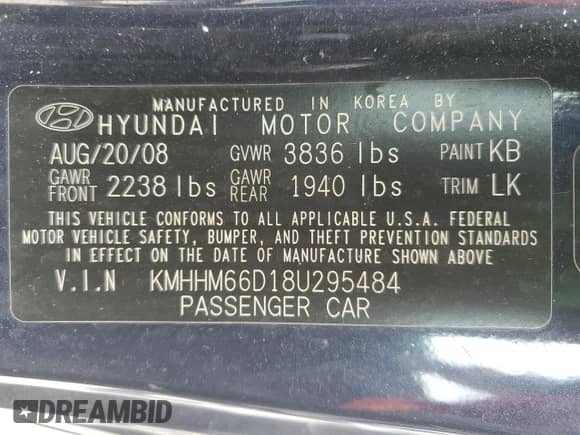 MANUFACTURED IN KOREA BY
HYUNDAI MOTOR COMPANY
AUG/20/08 GVWR 3836 lbs PAINT KB
GAWR FRONT 2238 lbs GAWR REAR 1940 lbs TRIM LK
THIS VEHICLE CONFORMS TO ALL APPLICABLE U.S.A. FEDERAL
MOTOR VEHICLE SAFETY, BUMPER, AND THEFT PREVENTION STANDARDS
IN EFFECT ON THE DATE OF MANUFACTURE SHOWN ABOVE
V.I.N KMHHM66D18U295484
PASSENGER CAR
DREAMBID